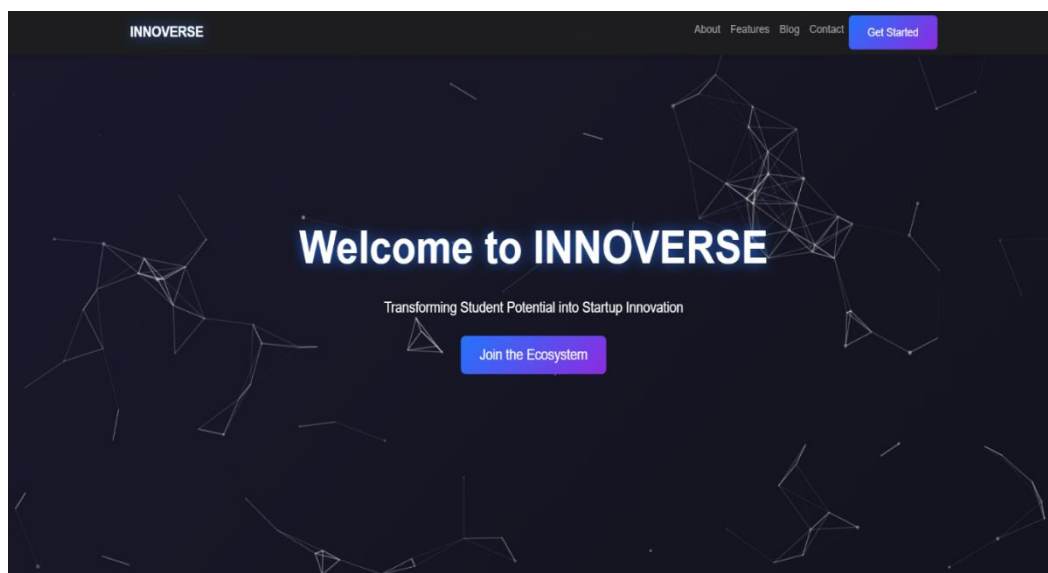 INNOVERSE
About Features Blog Contact Get Started
Welcome to INNOVERSE
Transforming Student Potential into Startup Innovation
Join the Ecosystem